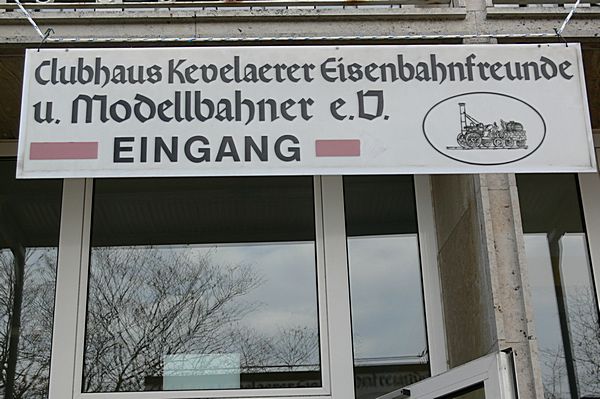 Clubhaus Kevelaerer Eisenbahnfreunde
u. Modellbahner e.V.
EINGANG